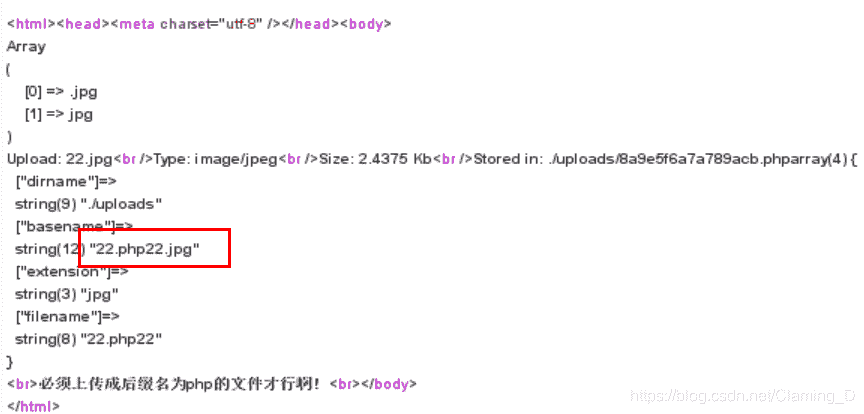 <html><head><meta charset="utf-8" /></head><body>
Array
(
[0] => .jpg
[1] => jpg
)
Upload: 22.jpg<br />Type: image/jpeg<br />Size: 2.4375 Kb<br />Stored in: ./uploads/8a9e5f6a7a789acb.phparray(4) {
["dirname"]=>
string(9) "./uploads"
["basename"]=>
string(12) "22.php22.jpg"
["extension"]=>
string(3) "jpg"
["filename"]=>
string(8) "22.php22"
}
<br>必须上传成后缀名为php的文件才行啊！<br></body>
</html>
https://blog.csdn.net/Claming_D